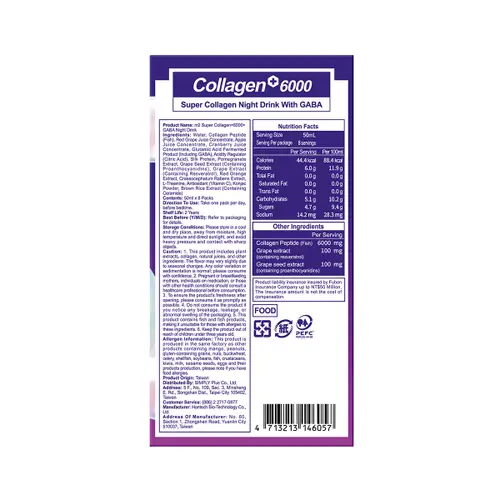 Collagen+6000
Super Collagen Night Drink With GABA
Product Name: m2 Super Collagen+6000+
GABA Night Drink
Ingredients: Water, Collagen Peptide
(Fish), Red Grape Juice Concentrate, Apple
Juice Concentrate, Cranberry Juice
Concentrate, Glutamic Acid Fermented
Product (Including GABA), Acidity Regulator
(Citric Acid), Silk Protein, Pomegranate
Extract, Grape Seed Extract (Containing
Proanthocyanidins), Grape Extract
(Containing Resveratrol), Red Orange
Extract, Crassocephalum Rabens Extract,
L-Theanine, Antioxidant (Vitamin C), Konjac
Powder, Brown Rice Extract (Containing
Ceramide)
Contents: 50ml x 8 Packs
Direction To Use: Take one pack per day,
before bedtime.
Shelf Life: 2 Years
Best Before (Y/M/D): Refer to packaging
for details.
Storage Conditions: Please store in a cool
and dry place, away from moisture, high
temperature and direct sunlight, and avoid
heavy pressure and contact with sharp
objects.
Caution: 1. This product includes plant
extracts, collagen, natural juices, and other
ingredients. The flavor may vary slightly due
to seasonal changes. Any color variation or
sedimentation is normal; please consume
with confidence. 2. Pregnant or breastfeeding
mothers, individuals on medication, or those
with other health conditions should consult a
healthcare professional before consumption.
3. To ensure the product's freshness after
opening, please consume it as promptly as
possible. 4. Do not consume the product if
you notice any breakage, leakage, or
abnormal swelling of the packaging. 5. This
product contains fish and fish products,
making it unsuitable for those with allergies to
these ingredients. 6. Keep the product out of
reach of children under three years old.
Allergen Information: This product is
produced in the same factory as other
products containing mango, peanuts,
gluten-containing grains, nuts, buckwheat,
celery, shellfish, soybeans, fish, crustaceans,
kiwis, milk, sesame seeds, eggs and their
products production, please note if you have
food allergies.
Product Origin: Taiwan
Distributed By: SIMPLY Plus Co., Ltd
Address: 5 F., No. 109, Sec. 3, Minsheng
E. Rd., Songshan Dist., Taipei City 105402,
Taiwan
Customer Service: (886) 2 2717-0877
Manufacturer: Hantech Bio-Technology Co.,
Ltd
Address Of Manufacturer: No. 80,
Section 1, Zhongshan Road, Yuanlin City
510037, Taiwan
Nutrition Facts
Serving Size 50mL
Serving Per package 8 servings
Per Serving Per 100ml
Calories 44.4kcal 88.4kcal
Protein 6.0g 11.9g
Total Fat 0.0g 0.0g
Saturated Fat 0.0g 0.0g
Trans Fat 0.0g 0.0g
Carbohydrates 5.1g 10.2g
Sugars 4.7g 9.4g
Sodium 14.2mg 28.3mg
Other Ingredients
Per Serving
Collagen Peptide (Fish) 6000 mg
Grape extract 100 mg
(containing resveratrol)
Grape seed extract 100 mg
(containing proanthocyanidine)
Product liability insurance insured by Fubon
Insurance Company up to NT$60 Million.
The insurance amount is not the cost of
compensation
FOOD
紙
PEFC
4 713213 146057